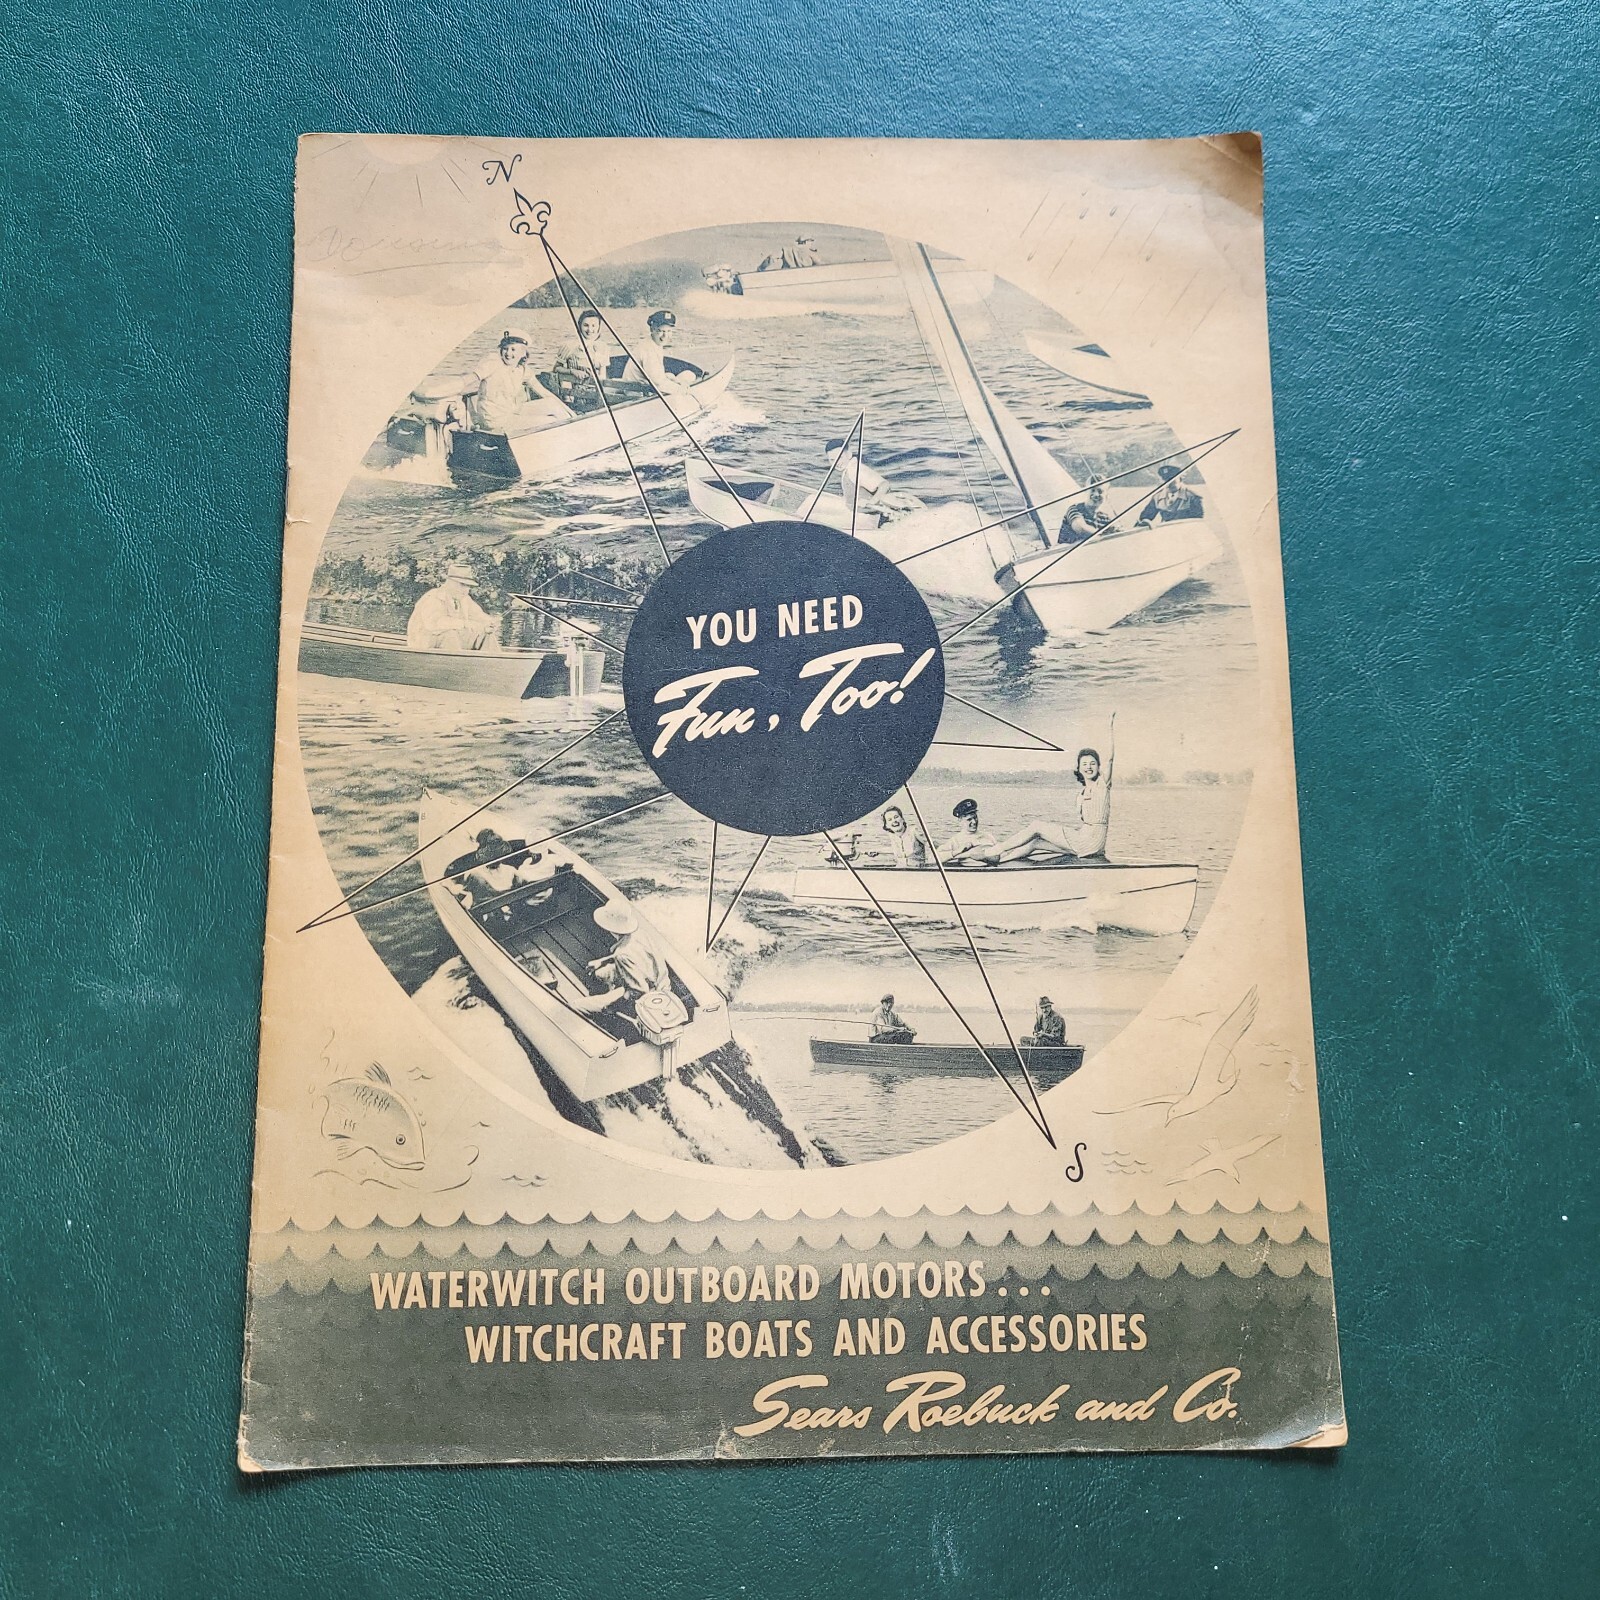 N
YOU NEED
Fun, Too!
S
WATERWITCH OUTBOARD MOTORS...
WITCHCRAFT BOATS AND ACCESSORIES
Sears Roebuck and Co.